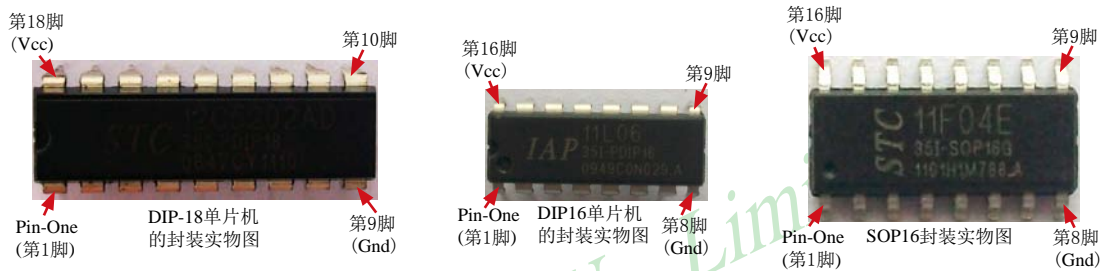 第18脚
(Vcc)
第10脚
STC
35I-DIP18
Pin-One
(第1脚)
DIP-18单片机
的封装实物图
第9脚
(Gnd)
第16脚
(Vcc)
第9脚
IAP
11L06
35I-PDIP16
0949CON029.A
Pin-One
(第1脚)
DIP16单片机
的封装实物图
第8脚
(Gnd)
第16脚
(Vcc)
第9脚
STC
11F04E
35I-SOP16G
1101H1M788.A
Pin-One
(第1脚)
SOP16封装实物图
第8脚
(Gnd)
Limi